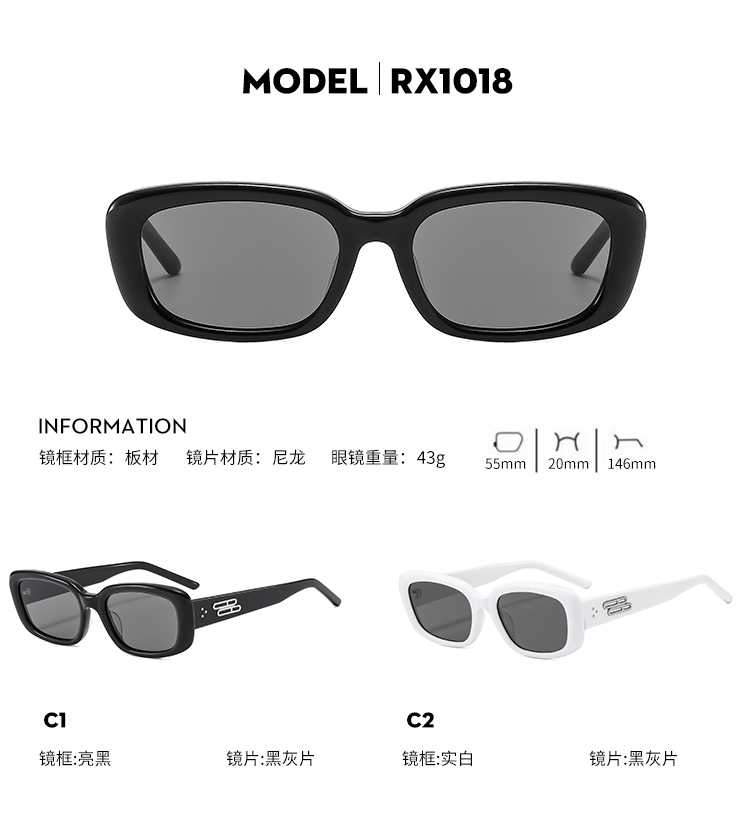 MODEL | RX1018
INFORMATION
镜框材质：板材 镜片材质：尼龙 眼镜重量：43g
55mm 20mm 146mm
C1
镜框:亮黑 镜片:黑灰片
C2
镜框:实白 镜片:黑灰片